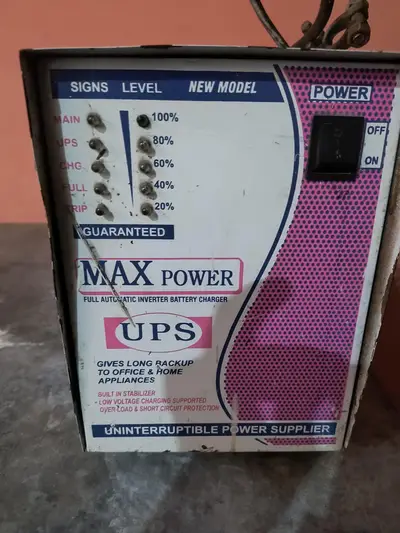 SIGNS LEVEL NEW MODEL POWER
MAIN 100%
UPS 80%
CHG 60%
FULL 40%
TRIP 20%
OFF
ON
GUARANTEED
MAX POWER
FULL AUTOMATIC INVERTER BATTERY CHARGER
UPS
GIVES LONG BACKUP
TO OFFICE & HOME
APPLIANCES
BUILT IN STABILIZER
LOW VOLTAGE CHARGING SUPPORTED
OVER LOAD & SHORT CIRCUIT PROTECTION
UNINTERRUPTIBLE POWER SUPPLIER